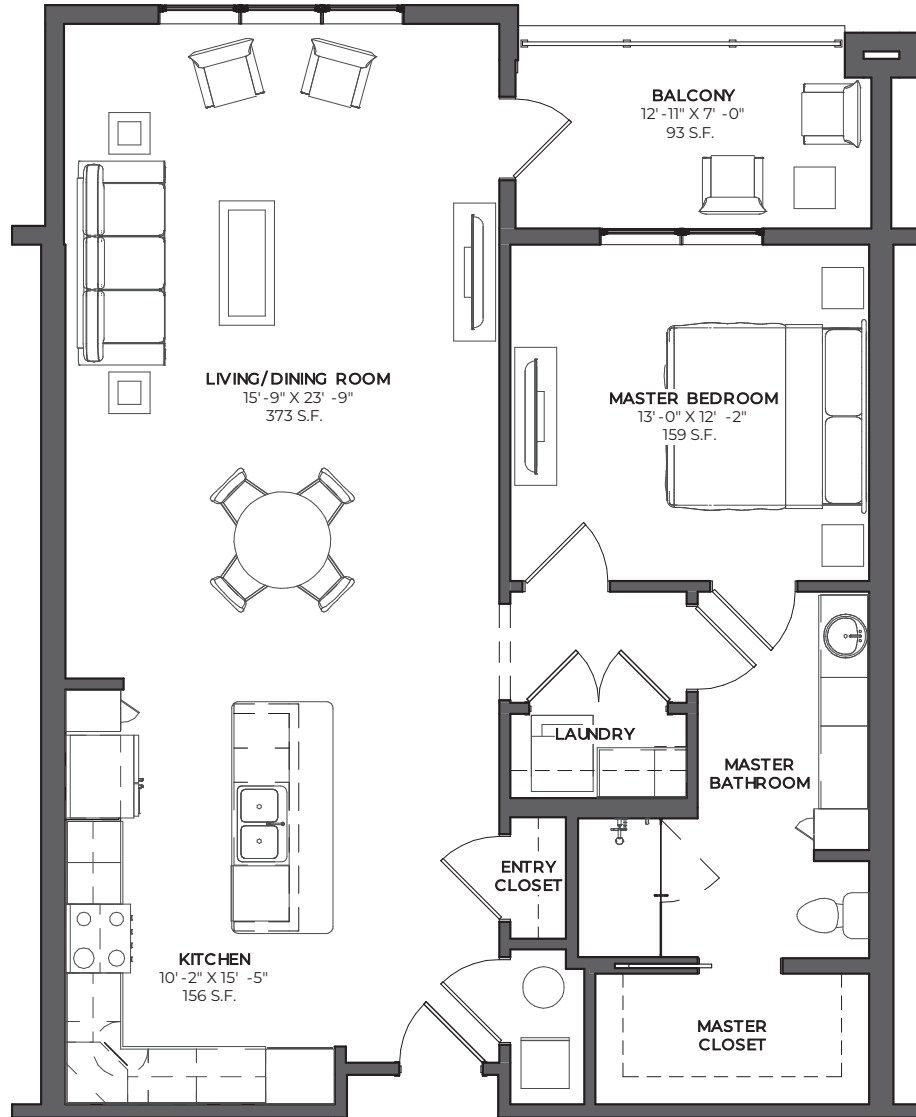 BALCONY
12'-11" X 7' -0"
93 S.F.
LIVING/DINING ROOM
15'-9" X 23' -9"
373 S.F.
MASTER BEDROOM
13'-0" X 12' -2"
159 S.F.
LAUNDRY
MASTER
BATHROOM
ENTRY
CLOSET
KITCHEN
10'-2" X 15' -5"
156 S.F.
MASTER
CLOSET